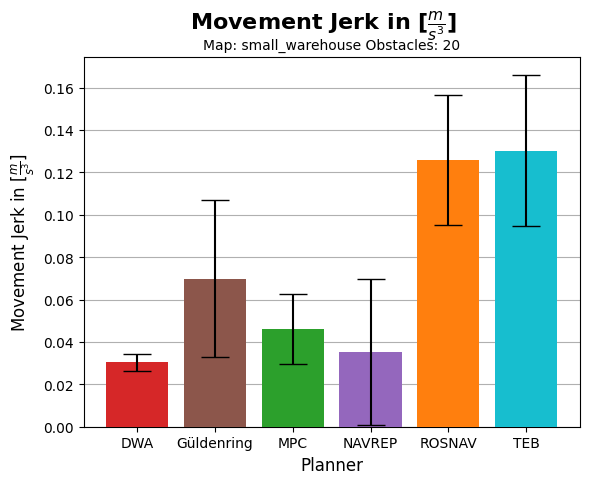 Movement Jerk in [m/s³]
Map: small_warehouse Obstacles: 20
Movement Jerk in [m/s³]
0.16
0.14
0.12
0.10
0.08
0.06
0.04
0.02
0.00
DWA Güldenring MPC NAVREP ROSNAV TEB
Planner